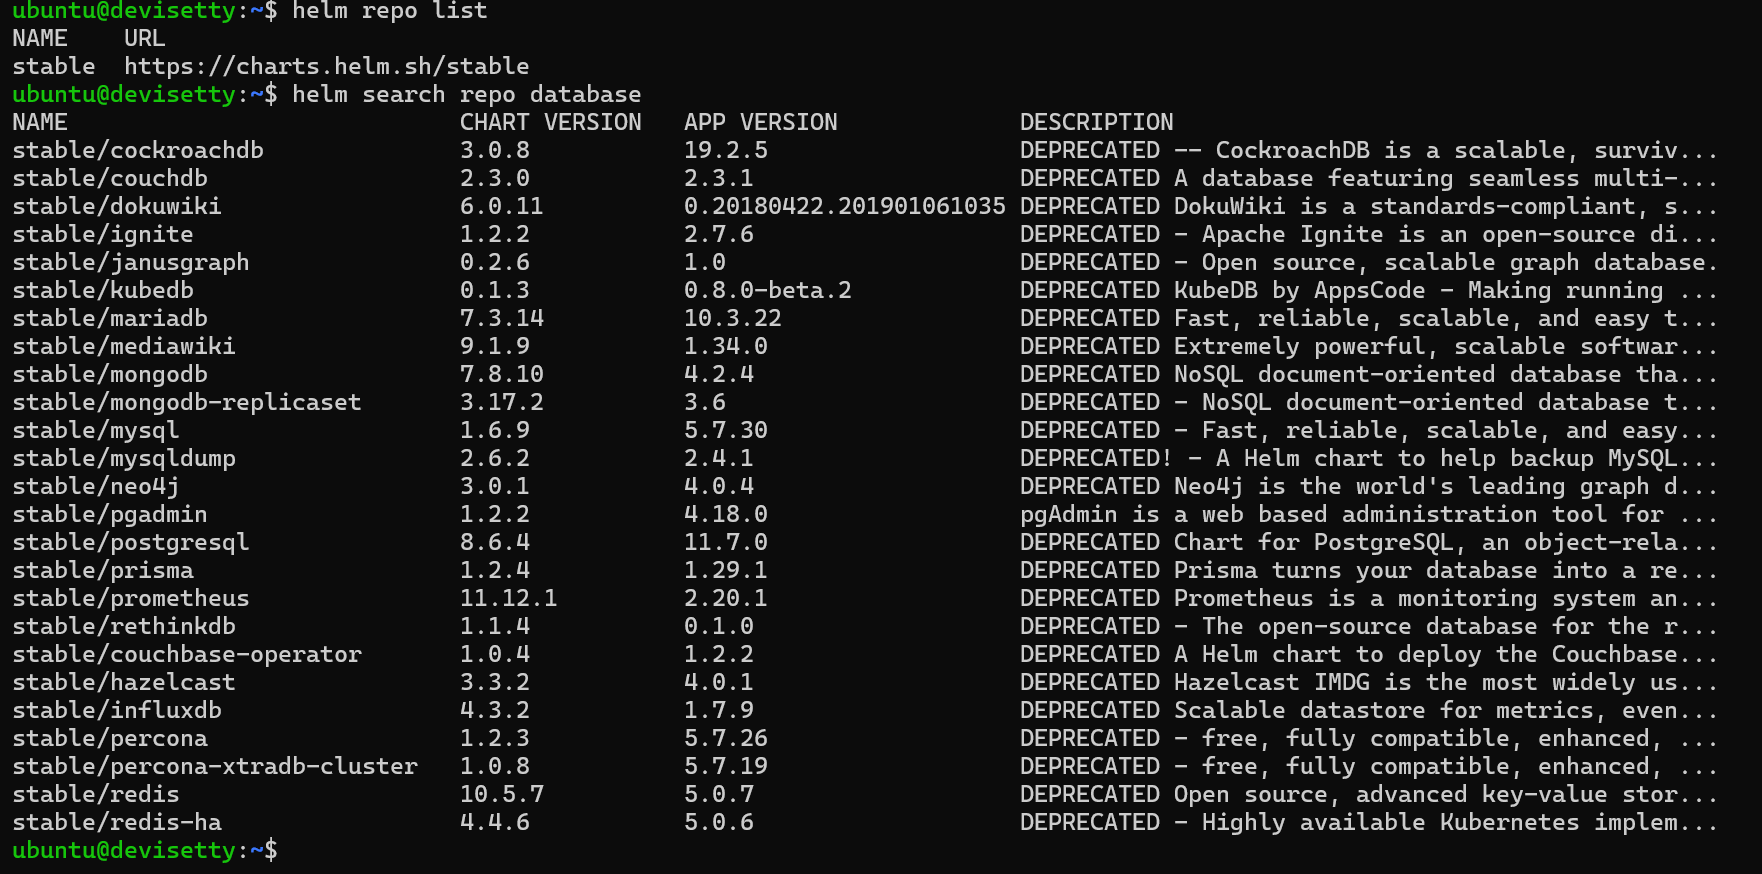 ubuntu@devisetty:~$ helm repo list
NAME    URL
stable  https://charts.helm.sh/stable
ubuntu@devisetty:~$ helm search repo database
NAME                            CHART VERSION   APP VERSION             DESCRIPTION
stable/cockroachdb              3.0.8           19.2.5                  DEPRECATED -- CockroachDB is a scalable, surviv...
stable/couchdb                  2.3.0           2.3.1                   DEPRECATED A database featuring seamless multi-...
stable/dokuwiki                 6.0.11          0.20180422.201901061035 DEPRECATED DokuWiki is a standards-compliant, s...
stable/ignite                   1.2.2           2.7.6                   DEPRECATED - Apache Ignite is an open-source di...
stable/janusgraph               0.2.6           1.0                     DEPRECATED - Open source, scalable graph database.
stable/kubedb                   0.1.3           0.8.0-beta.2            DEPRECATED KubeDB by AppsCode - Making running ...
stable/mariadb                  7.3.14          10.3.22                 DEPRECATED Fast, reliable, scalable, and easy t...
stable/mediawiki                9.1.9           1.34.0                  DEPRECATED Extremely powerful, scalable softwar...
stable/mongodb                  7.8.10          4.2.4                   DEPRECATED NoSQL document-oriented database tha...
stable/mongodb-replicaset       3.17.2          3.6                     DEPRECATED - NoSQL document-oriented database t...
stable/mysql                    1.6.9           5.7.30                  DEPRECATED - Fast, reliable, scalable, and easy...
stable/mysqldump                2.6.2           2.4.1                   DEPRECATED! - A Helm chart to help backup MySQL...
stable/neo4j                    3.0.1           4.0.4                   DEPRECATED Neo4j is the world's leading graph d...
stable/pgadmin                  1.2.2           4.18.0                  pgAdmin is a web based administration tool for ...
stable/postgresql               8.6.4           11.7.0                  DEPRECATED Chart for PostgreSQL, an object-rela...
stable/prisma                   1.2.4           1.29.1                  DEPRECATED Prisma turns your database into a re...
stable/prometheus               11.12.1         2.20.1                  DEPRECATED Prometheus is a monitoring system an...
stable/rethinkdb                1.1.4           0.1.0                   DEPRECATED - The open-source database for the r...
stable/couchbase-operator       1.0.4           1.2.2                   DEPRECATED A Helm chart to deploy the Couchbase...
stable/hazelcast                3.3.2           4.0.1                   DEPRECATED Hazelcast IMDG is the most widely us...
stable/influxdb                 4.3.2           1.7.9                   DEPRECATED Scalable datastore for metrics, even...
stable/percona                  1.2.3           5.7.26                  DEPRECATED - free, fully compatible, enhanced, ...
stable/percona-xtradb-cluster   1.0.8           5.7.19                  DEPRECATED - free, fully compatible, enhanced, ...
stable/redis                    10.5.7          5.0.7                   DEPRECATED Open source, advanced key-value stor...
stable/redis-ha                 4.4.6           5.0.6                   DEPRECATED - Highly available Kubernetes implem...
ubuntu@devisetty:~$